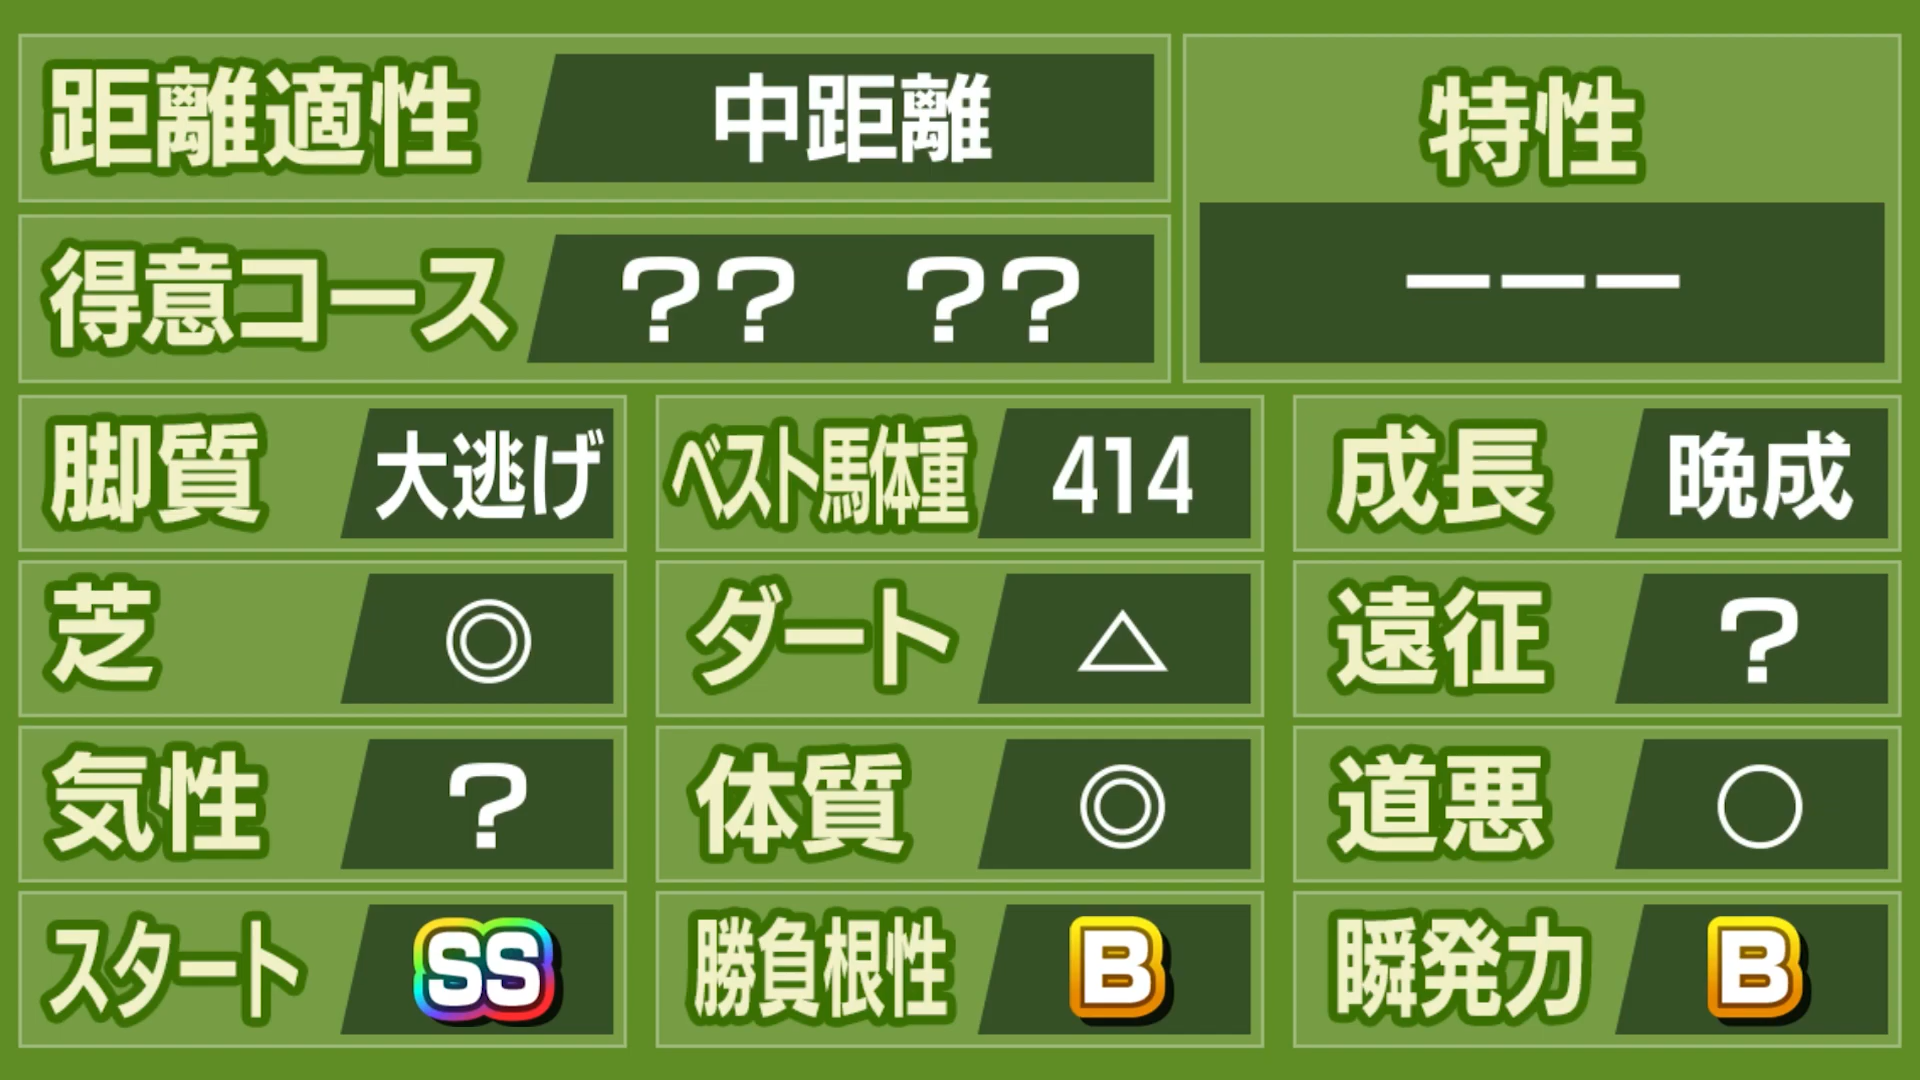 距離適性 中距離
特性
ーーー
得意コース ？？ ？？
脚質 大逃げ
ベスト馬体重 414
成長 晩成
芝 ◎
ダート △
遠征 ？
気性 ？
体質 ◎
道悪 ○
スタート SS
勝負根性 B
瞬発力 B